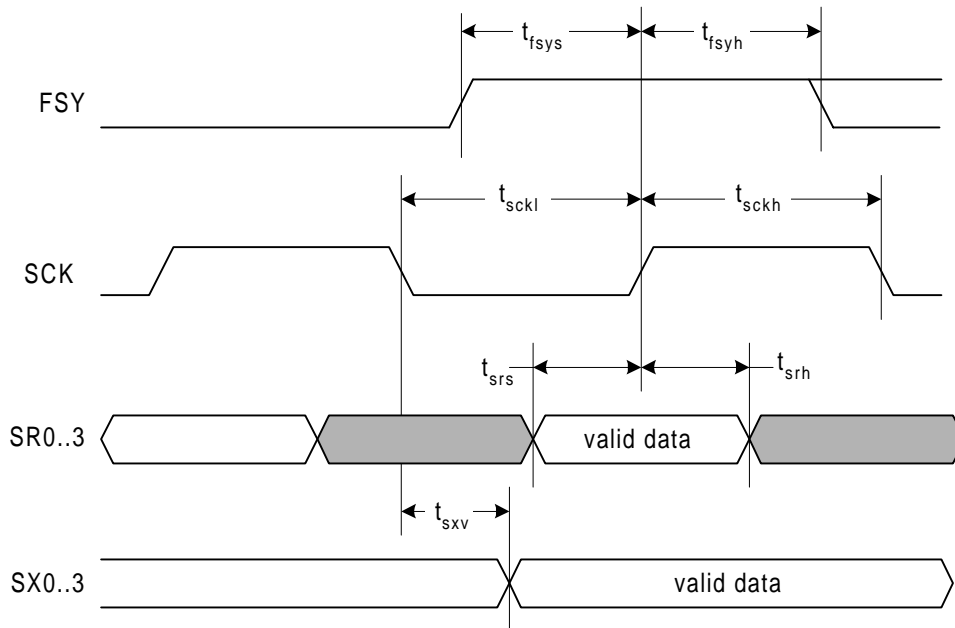 t_fsys t_fsyh
FSY
t_sckl t_sckh
SCK
t_srs t_srh
SR0..3 valid data
t_sxv
SX0..3 valid data